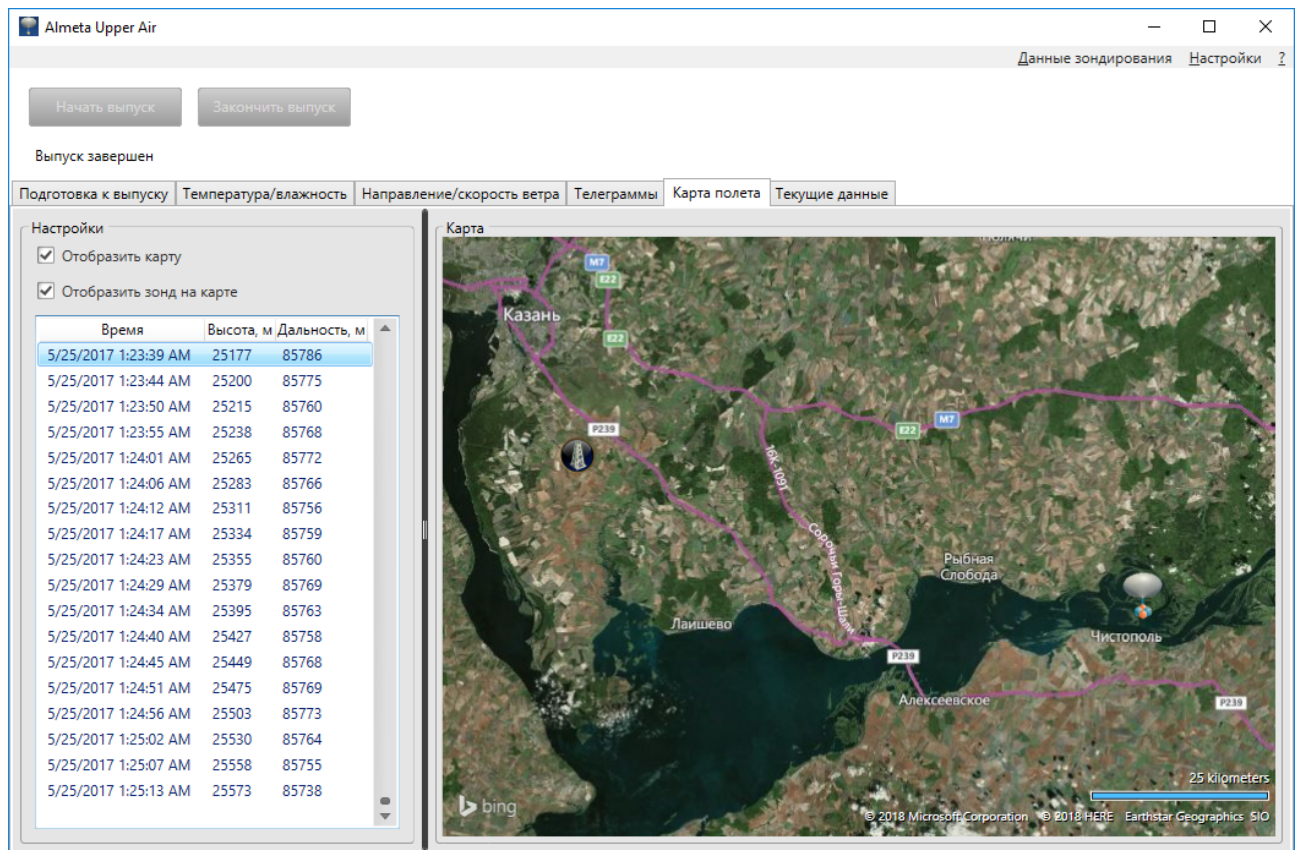 Almeta Upper Air
Данные зондирования Настройки ?
Начать выпуск Закончить выпуск
Выпуск завершен
Подготовка к выпуску Температура/влажность Направление/скорость ветра Телеграммы Карта полета Текущие данные
Настройки
Отобразить карту
Отобразить зонд на карте
Время Высота, м Дальность, м
5/25/2017 1:23:39 AM 25177 85786
5/25/2017 1:23:44 AM 25200 85775
5/25/2017 1:23:50 AM 25215 85760
5/25/2017 1:23:55 AM 25238 85768
5/25/2017 1:24:01 AM 25265 85772
5/25/2017 1:24:06 AM 25283 85766
5/25/2017 1:24:12 AM 25311 85756
5/25/2017 1:24:17 AM 25334 85759
5/25/2017 1:24:23 AM 25355 85760
5/25/2017 1:24:29 AM 25379 85769
5/25/2017 1:24:34 AM 25395 85763
5/25/2017 1:24:40 AM 25427 85758
5/25/2017 1:24:45 AM 25449 85768
5/25/2017 1:24:51 AM 25475 85769
5/25/2017 1:24:56 AM 25503 85773
5/25/2017 1:25:02 AM 25530 85764
5/25/2017 1:25:07 AM 25558 85755
5/25/2017 1:25:13 AM 25573 85738
Карта
M7
E22
Казань
E22
M7
E22
P239
16К-1091
Сорочьи Горы-Шали
Рыбная
Слобода
Лаишево
Чистополь
P239
Алексеевское
P239
25 kilometers
bing
© 2018 Microsoft Corporation © 2018 HERE Earthstar Geographics SIO